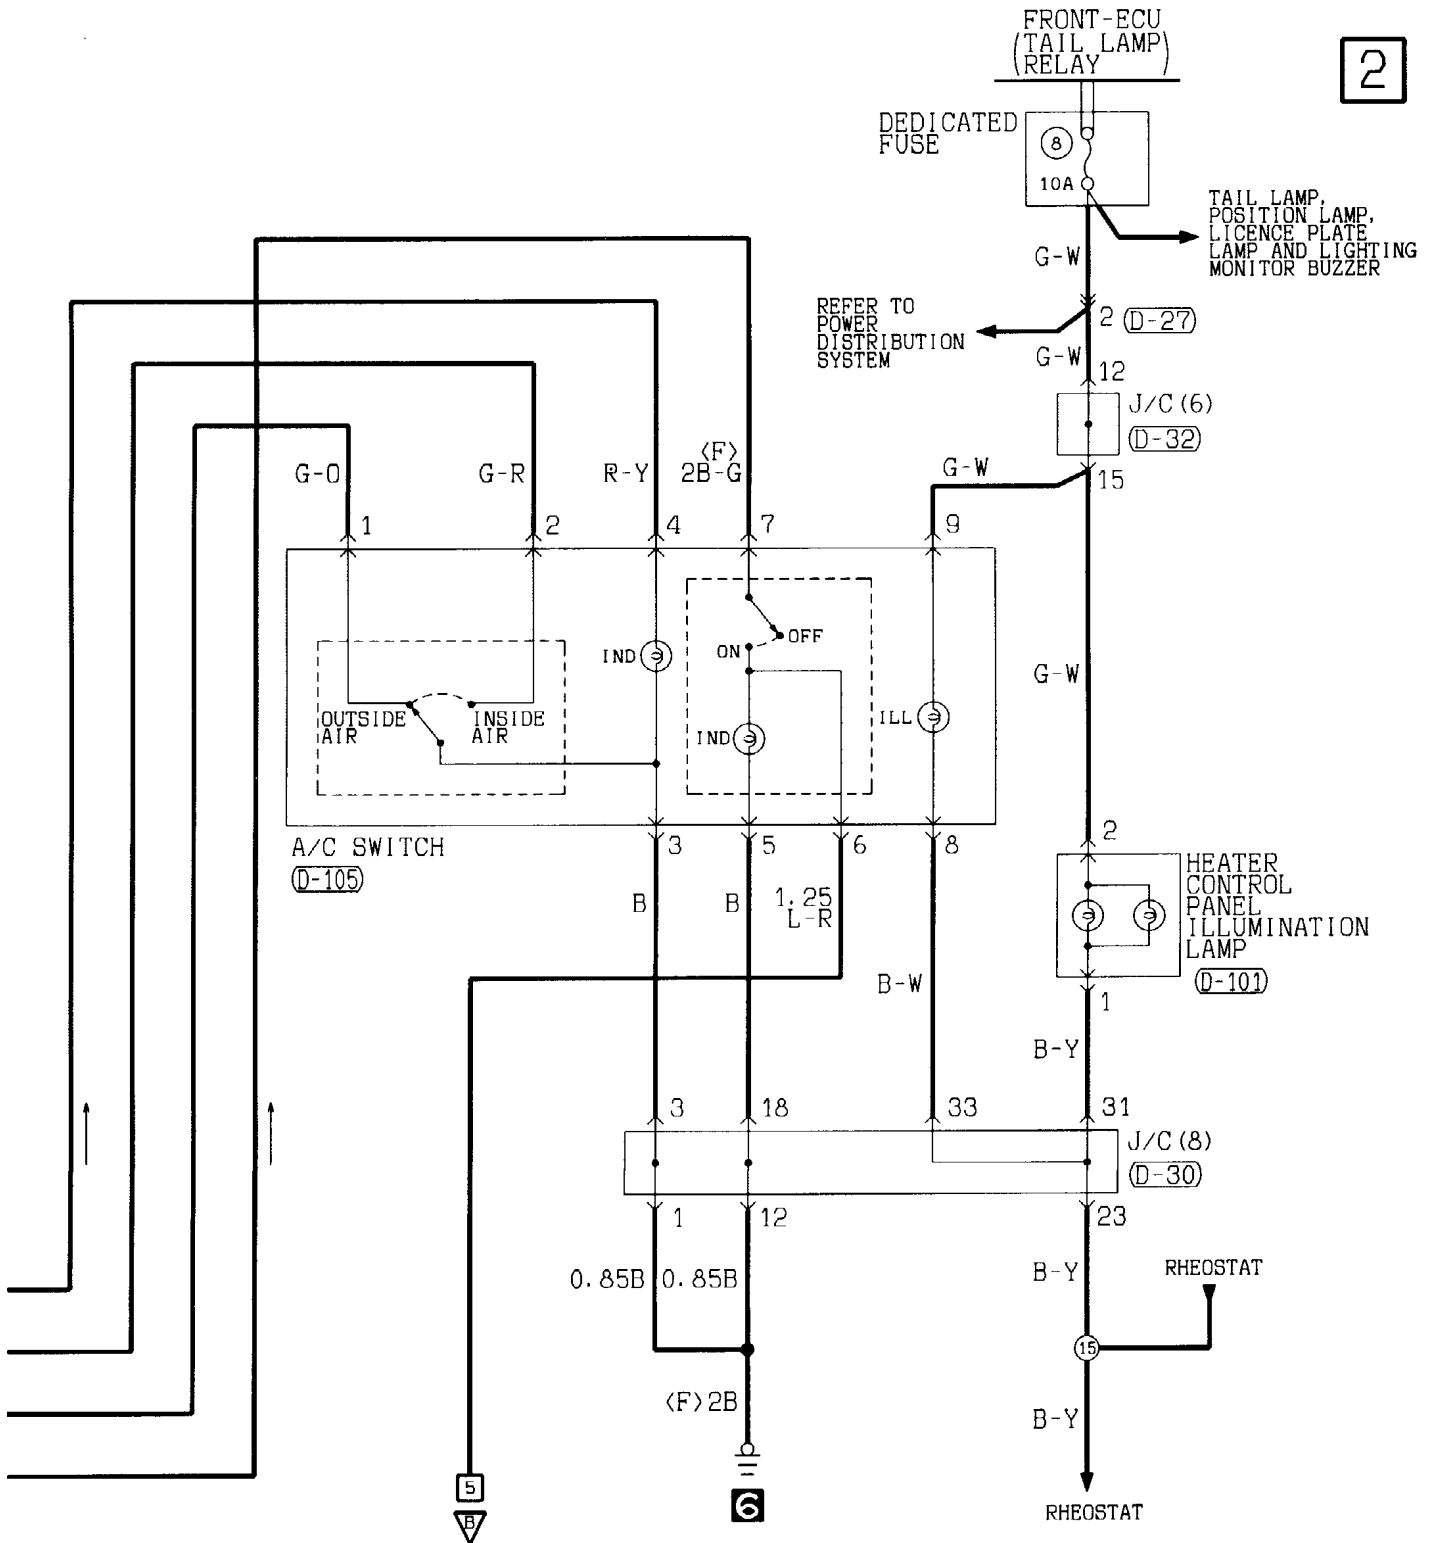 FRONT-ECU
(TAIL LAMP)
RELAY
2
DEDICATED
FUSE
8
10A
TAIL LAMP,
POSITION LAMP,
LICENCE PLATE
LAMP AND LIGHTING
MONITOR BUZZER
G-W
REFER TO
POWER
DISTRIBUTION
SYSTEM
2 (D-27)
G-W
12
J/C(6)
(D-32)
15
G-O
G-R
R-Y
<F>
2B-G
G-W
1
2
4
7
9
OUTSIDE
AIR
INSIDE
AIR
IND
OFF
ON
IND
ILL
G-W
A/C SWITCH
(D-105)
3
5
6
8
2
HEATER
CONTROL
PANEL
ILLUMINATION
LAMP
(D-101)
B
B
1.25
L-R
B-W
1
B-Y
3
18
33
31
J/C(8)
(D-30)
1
12
23
0.85B
0.85B
B-Y
RHEOSTAT
15
<F>2B
B-Y
5
B
6
RHEOSTAT